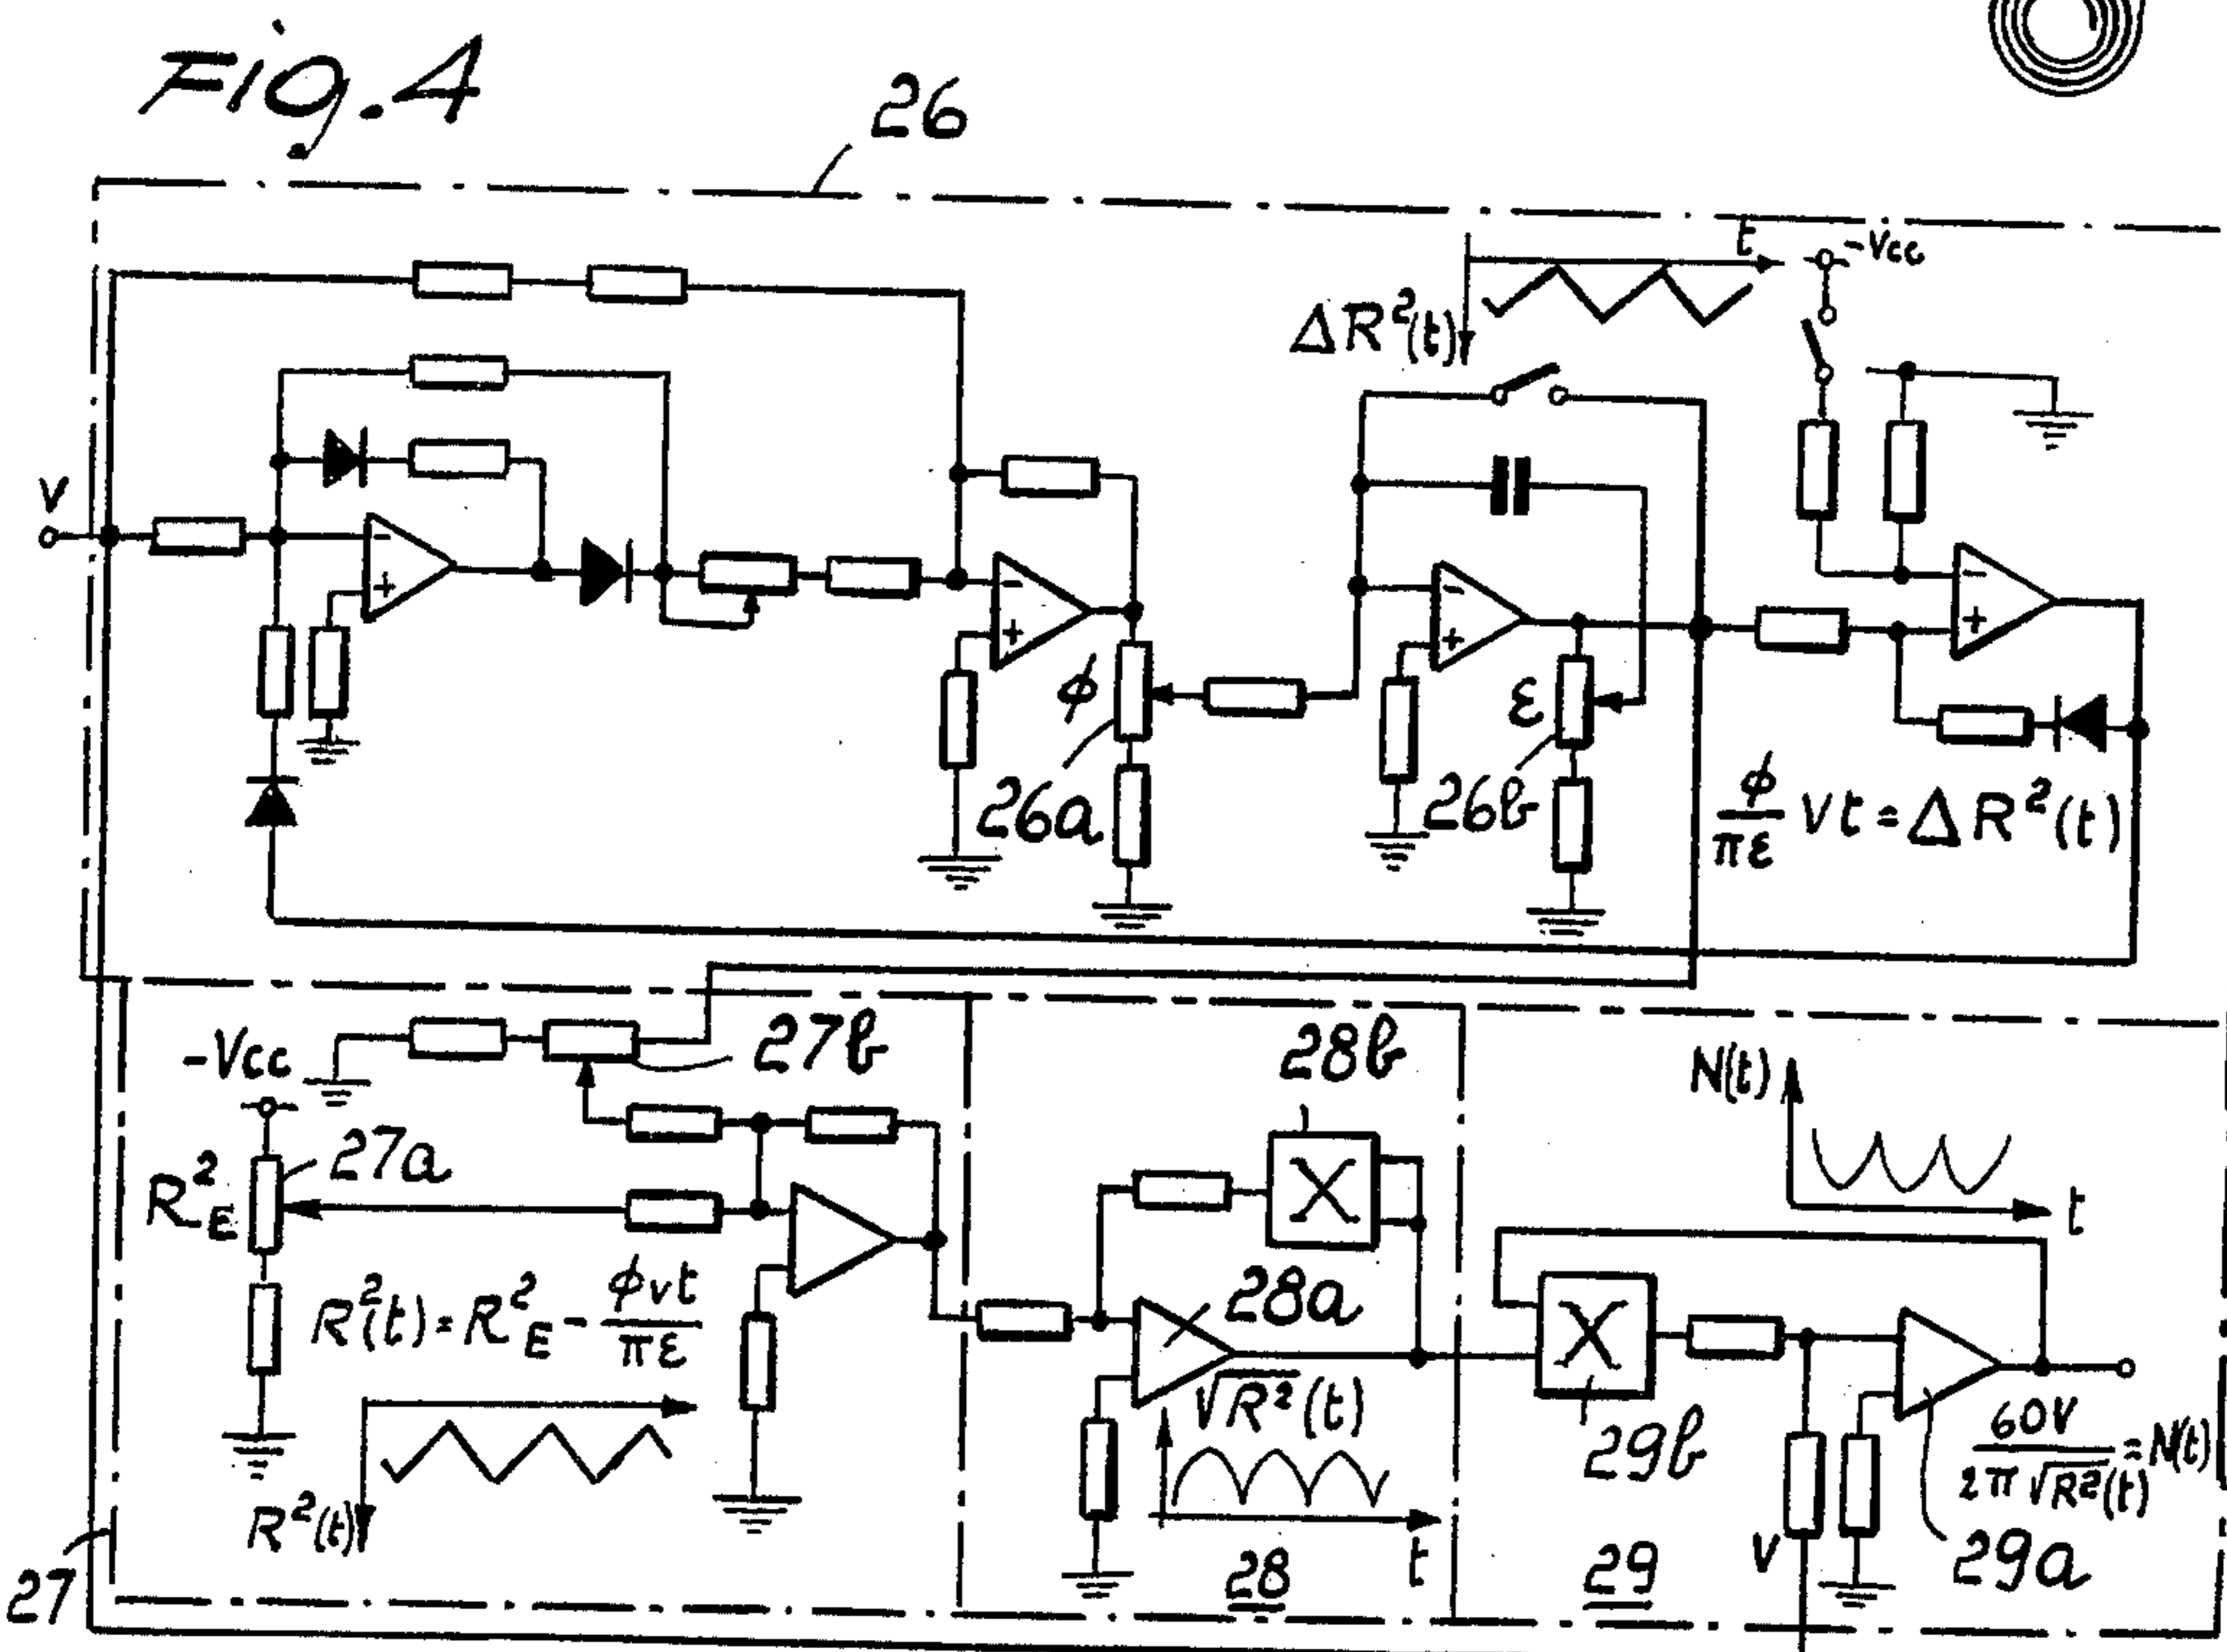 Fig. 4
26
t
-Vcc
ΔR²(t)
V
-
+
-
+
-
+
-
+
ϕ
ε
26a
26b
ϕ/πε Vt = ΔR²(t)
-Vcc
27b
28b
N(t)
27a
R²E
t
28a
R²(t) = R²E - ϕvt/πε
√R²(t)
29b
60V/2π√R²(t) = N(t)
R²(t)
V
29a
27
28
t
29
X
X